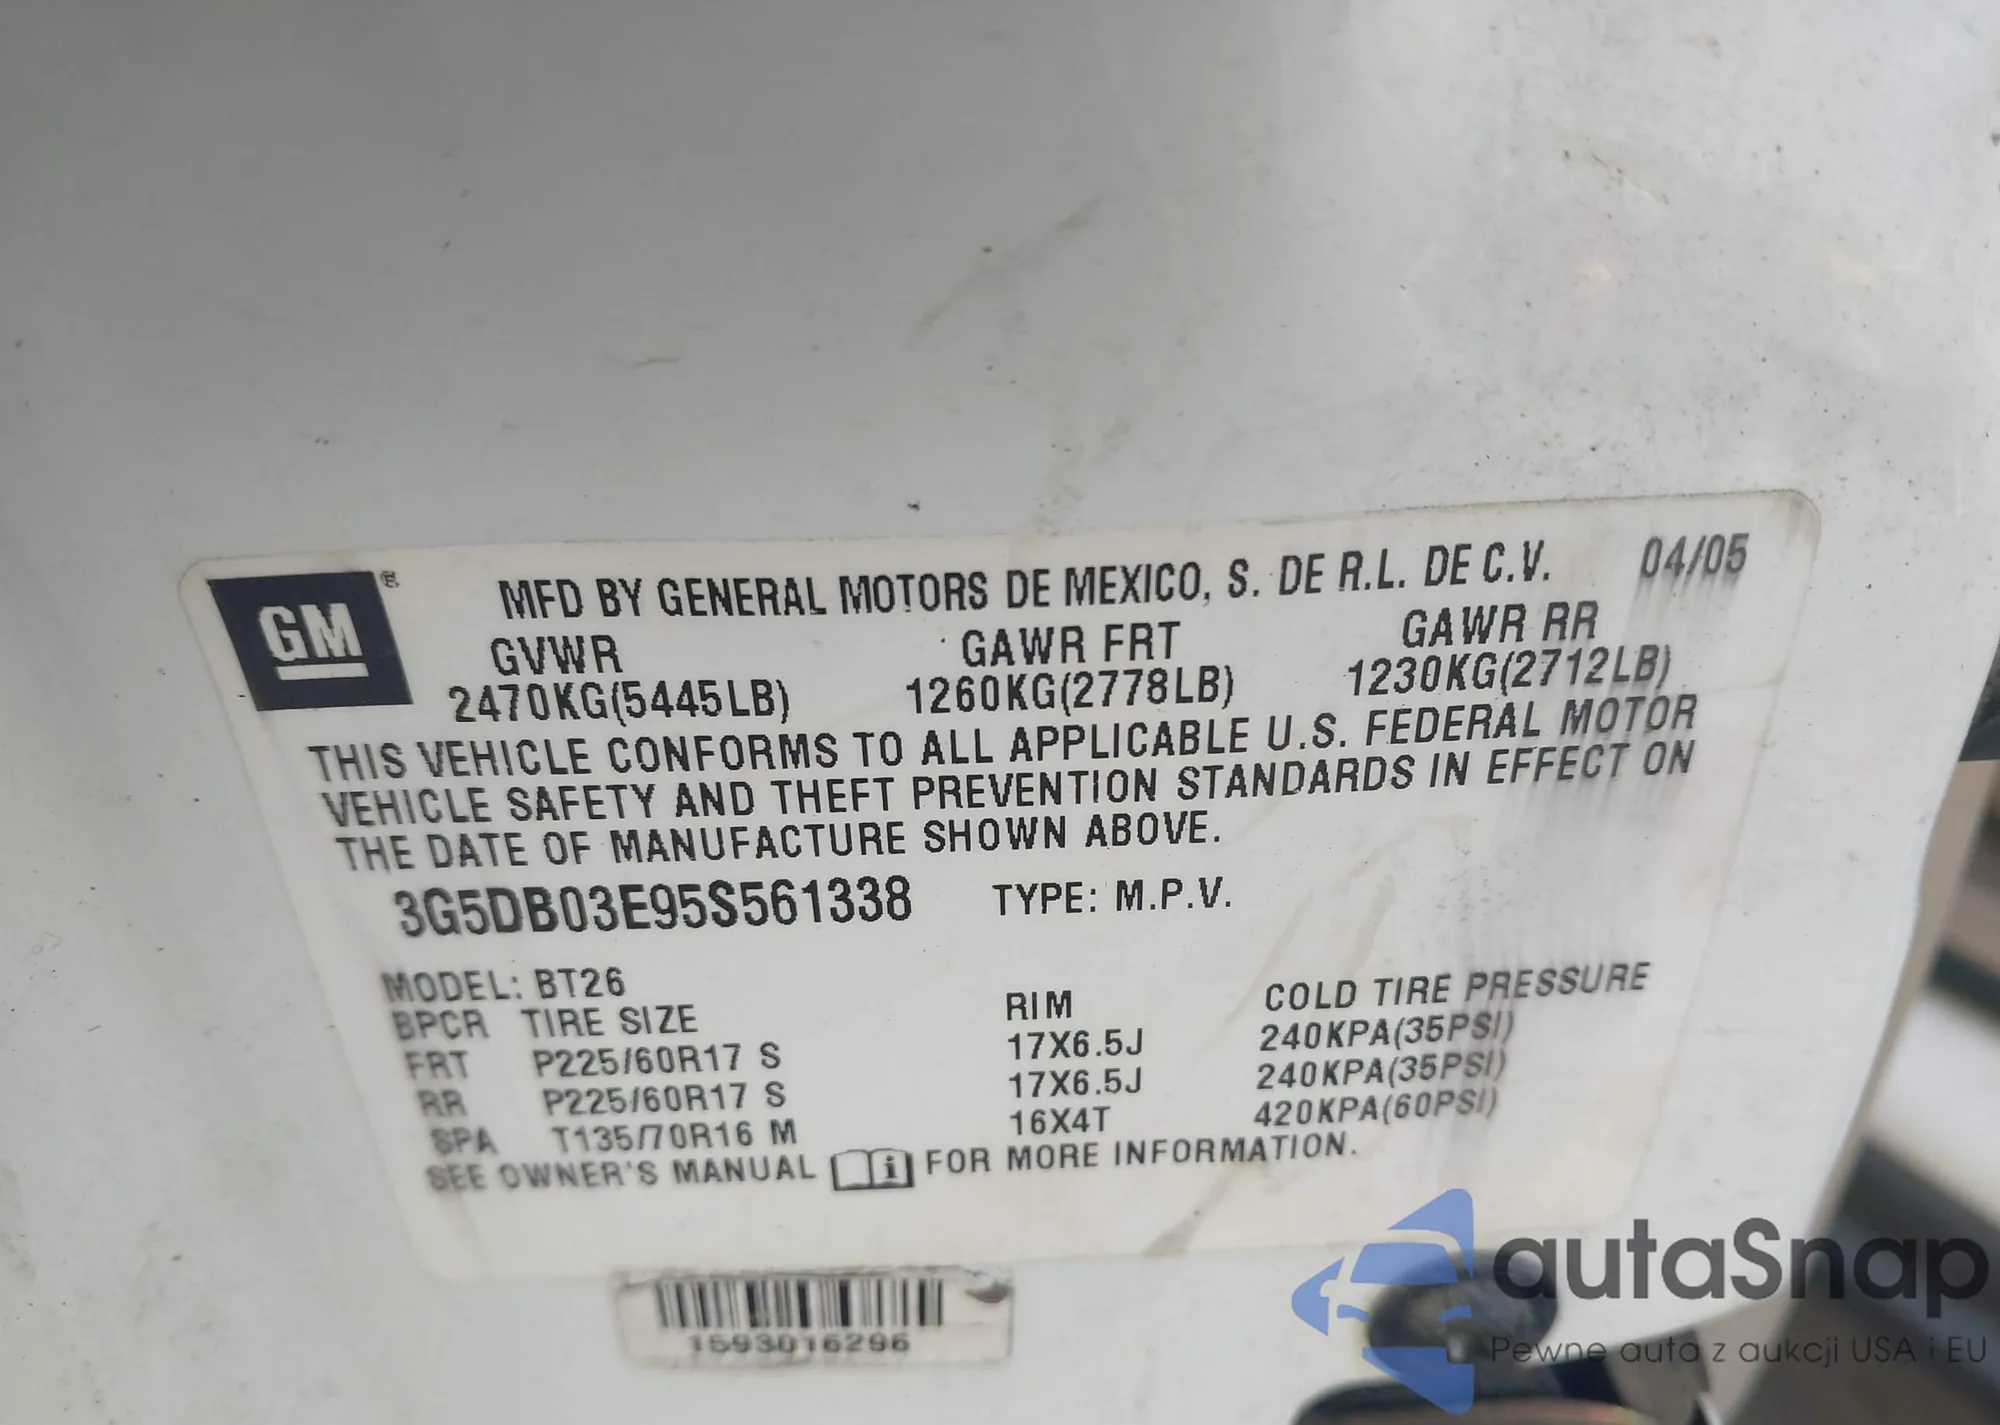 GM ®
MFD BY GENERAL MOTORS DE MEXICO, S. DE R.L. DE C.V. 04/05
GVWR GAWR FRT GAWR RR
2470KG(5445LB) 1260KG(2778LB) 1230KG(2712LB)
THIS VEHICLE CONFORMS TO ALL APPLICABLE U.S. FEDERAL MOTOR
VEHICLE SAFETY AND THEFT PREVENTION STANDARDS IN EFFECT ON
THE DATE OF MANUFACTURE SHOWN ABOVE.
3G5DB03E95S561338 TYPE: M.P.V.
MODEL: BT26
BPCR TIRE SIZE RIM COLD TIRE PRESSURE
FRT P225/60R17 S 17X6.5J 240KPA(35PSI)
RR P225/60R17 S 17X6.5J 240KPA(35PSI)
SPA T135/70R16 M 16X4T 420KPA(60PSI)
SEE OWNER'S MANUAL i FOR MORE INFORMATION.
1593016296
autaSnap
Pewne auta z aukcji USA i EU